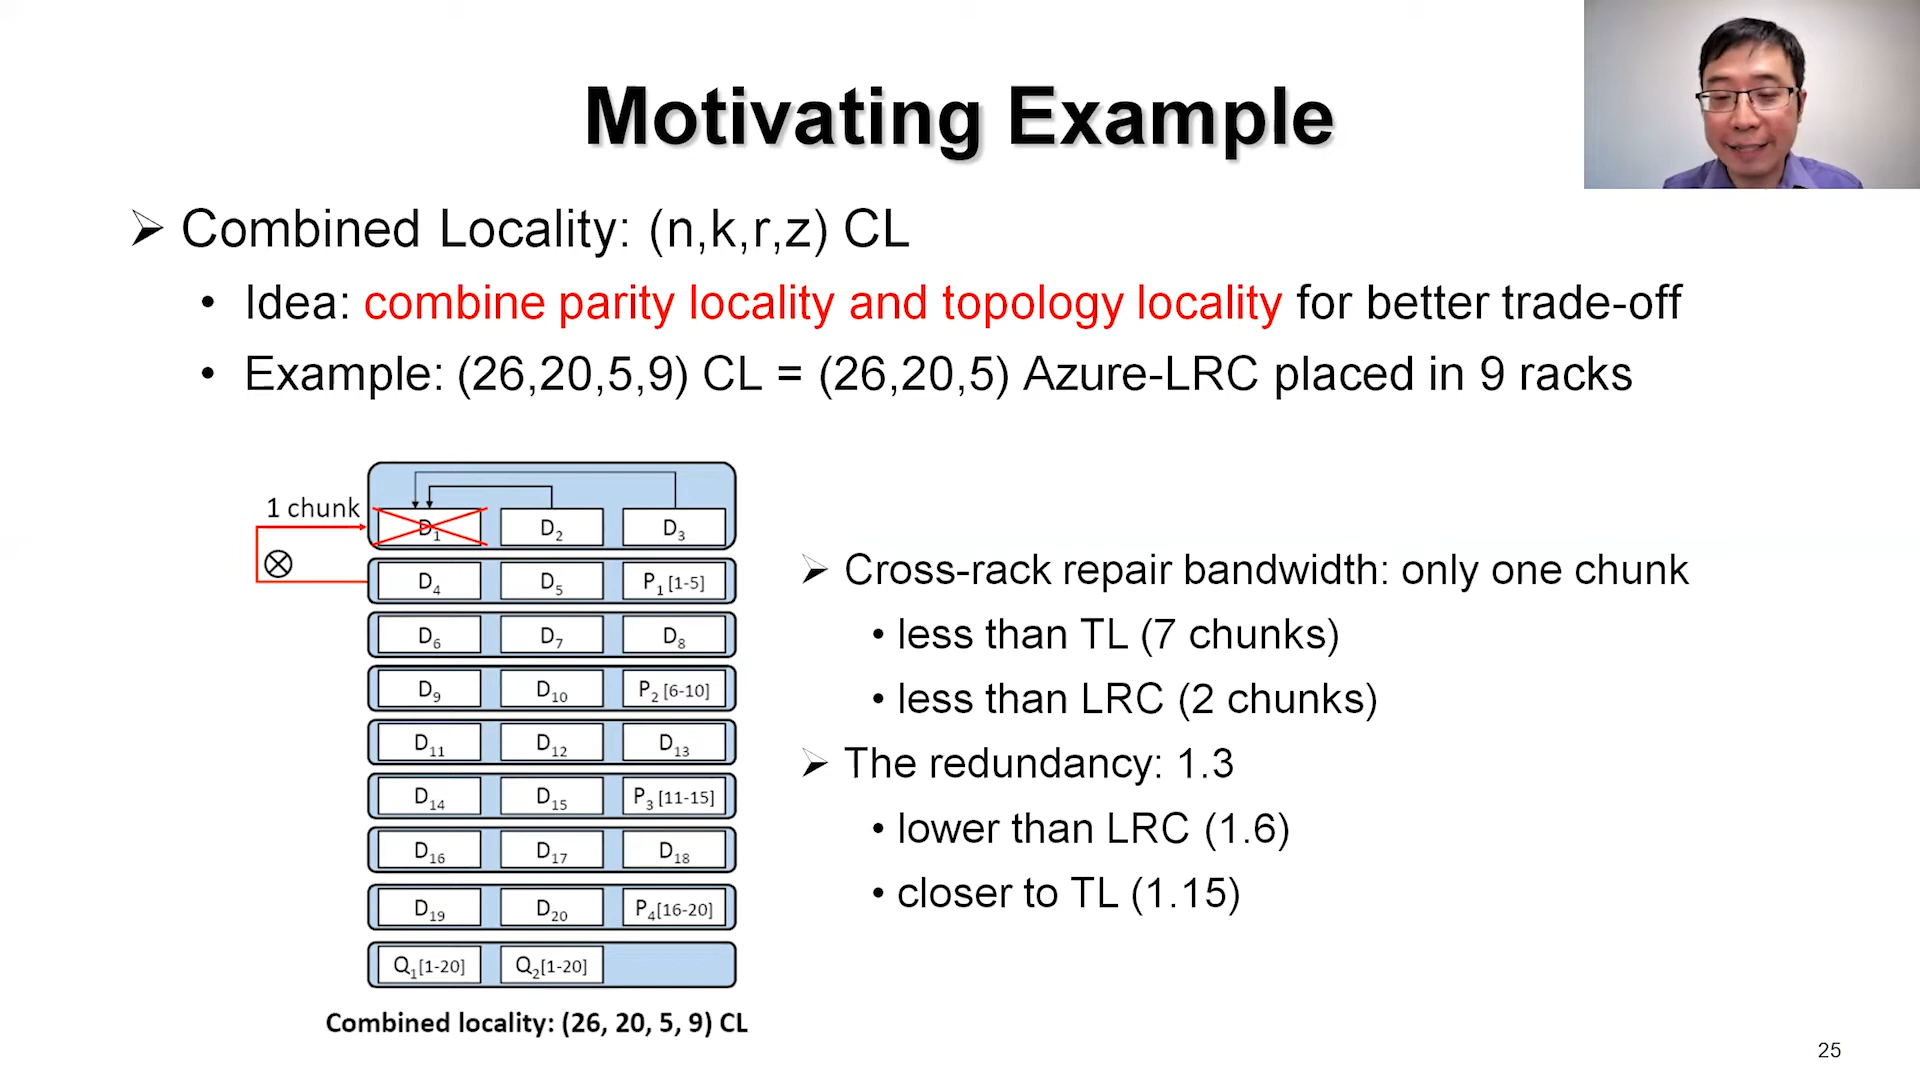 Motivating Example
➢ Combined Locality: (n,k,r,z) CL
• Idea: combine parity locality and topology locality for better trade-off
• Example: (26,20,5,9) CL = (26,20,5) Azure-LRC placed in 9 racks
1 chunk
D1 D2 D3
D4 D5 P1 [1-5]
D6 D7 D8
D9 D10 P2 [6-10]
D11 D12 D13
D14 D15 P3 [11-15]
D16 D17 D18
D19 D20 P4[16-20]
Q1[1-20] Q2[1-20]
Combined locality: (26, 20, 5, 9) CL
➢ Cross-rack repair bandwidth: only one chunk
• less than TL (7 chunks)
• less than LRC (2 chunks)
➢ The redundancy: 1.3
• lower than LRC (1.6)
• closer to TL (1.15)
25